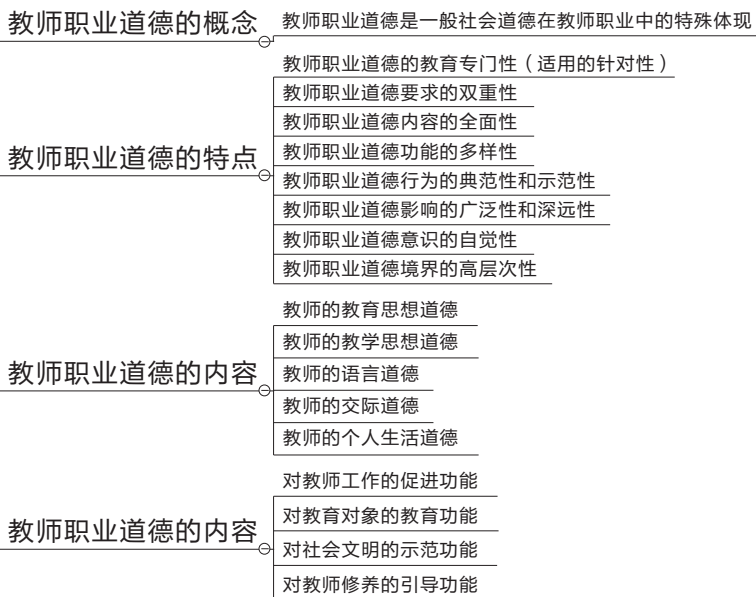 教师职业道德的概念
教师职业道德是一般社会道德在教师职业中的特殊体现
教师职业道德的特点
教师职业道德的教育专门性（适用的针对性）
教师职业道德要求的双重性
教师职业道德内容的全面性
教师职业道德功能的多样性
教师职业道德行为的典范性和示范性
教师职业道德影响的广泛性和深远性
教师职业道德意识的自觉性
教师职业道德境界的高层次性
教师职业道德的内容
教师的教育思想道德
教师的教学思想道德
教师的语言道德
教师的交际道德
教师的个人生活道德
教师职业道德的内容
对教师工作的促进功能
对教育对象的教育功能
对社会文明的示范功能
对教师修养的引导功能